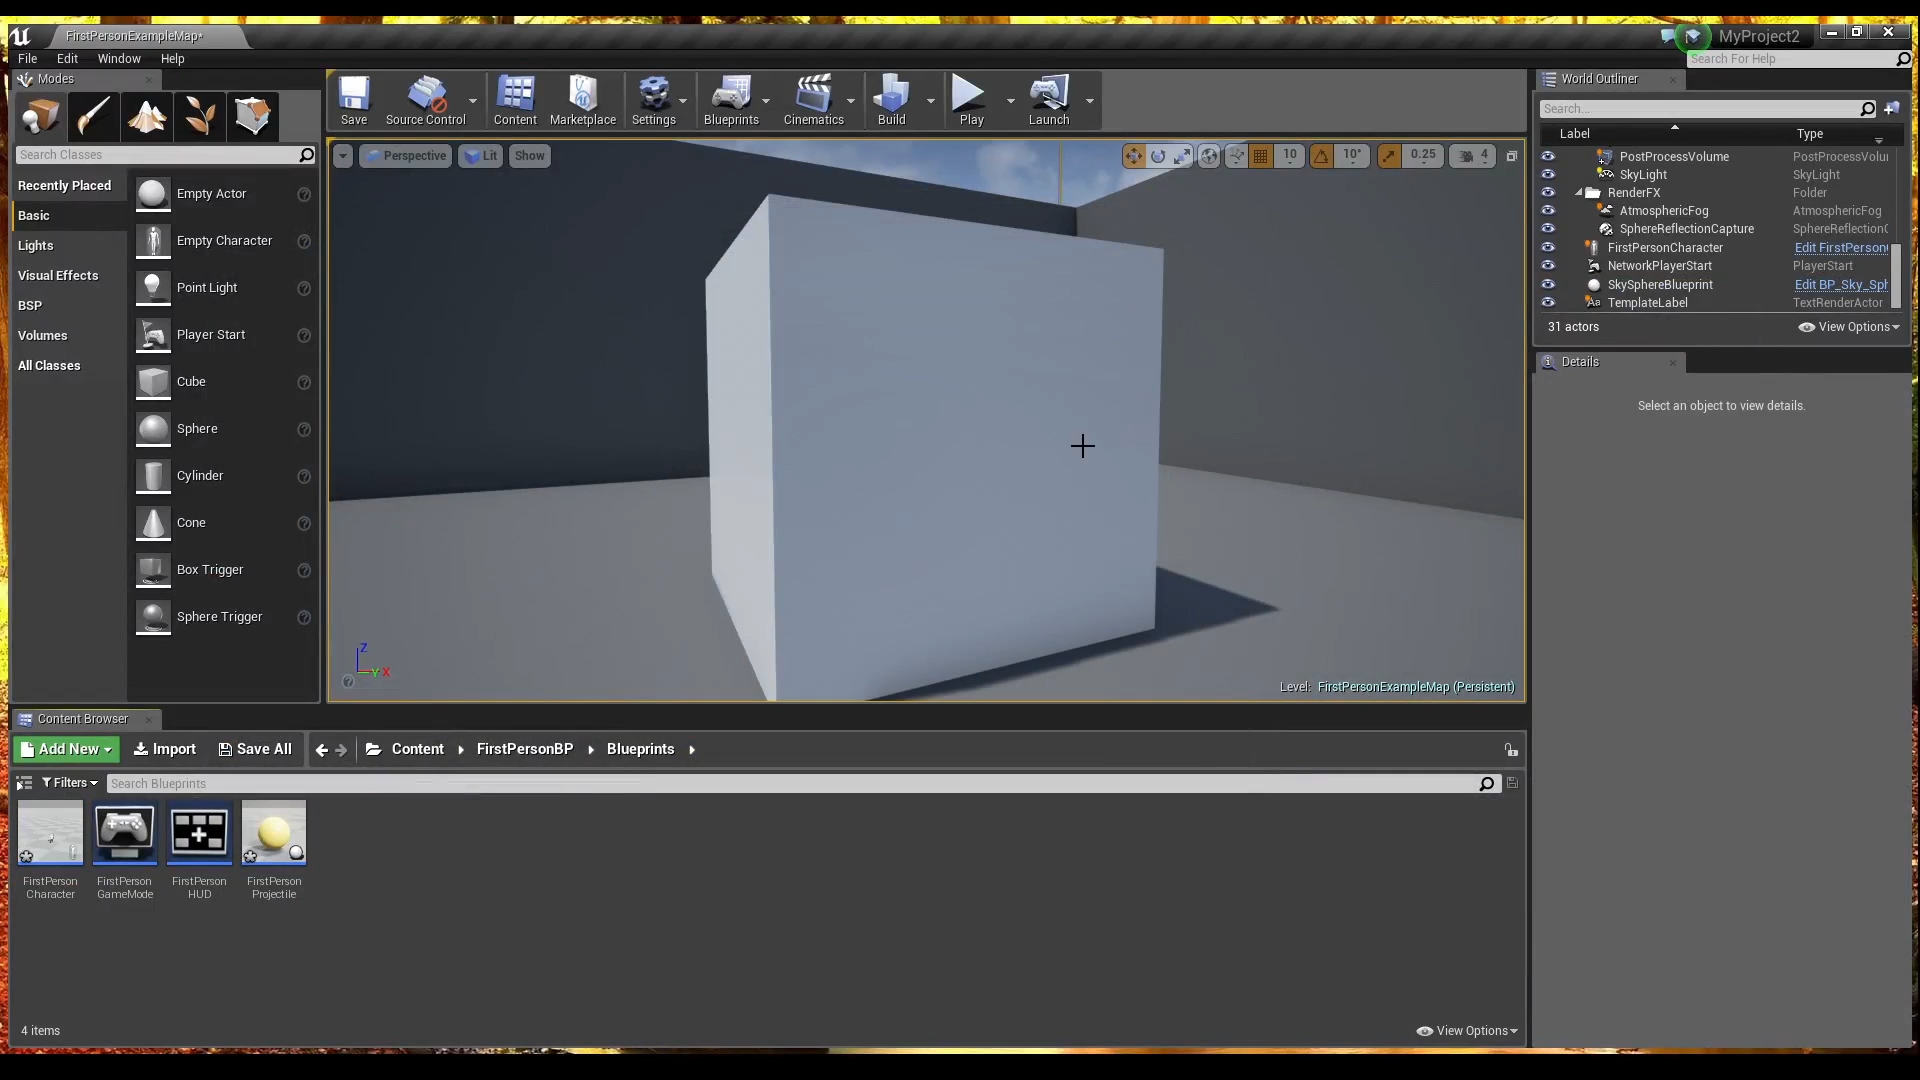 FirstPersonExampleMap*
MyProject2
File Edit Window Help
Search For Help
Modes
Search Classes
Recently Placed
Basic
Lights
Visual Effects
BSP
Volumes
All Classes
Empty Actor
Empty Character
Point Light
Player Start
Cube
Sphere
Cylinder
Cone
Box Trigger
Sphere Trigger
Save
Source Control
Content
Marketplace
Settings
Blueprints
Cinematics
Build
Play
Launch
Perspective Lit Show
10 10° 0.25 4
Z
Y X
Level: FirstPersonExampleMap (Persistent)
World Outliner
Search...
Label Type
PostProcessVolume PostProcessVolu
SkyLight SkyLight
RenderFX Folder
AtmosphericFog AtmosphericFog
SphereReflectionCapture SphereReflection
FirstPersonCharacter Edit FirstPerson
NetworkPlayerStart PlayerStart
SkySphereBlueprint Edit BP_Sky_Sph
TemplateLabel TextRenderActor
31 actors View Options
Details
Select an object to view details.
Content Browser
Add New Import Save All Content FirstPersonBP Blueprints
Filters Search Blueprints
FirstPerson
Character
FirstPerson
GameMode
FirstPerson
HUD
FirstPerson
Projectile
4 items View Options